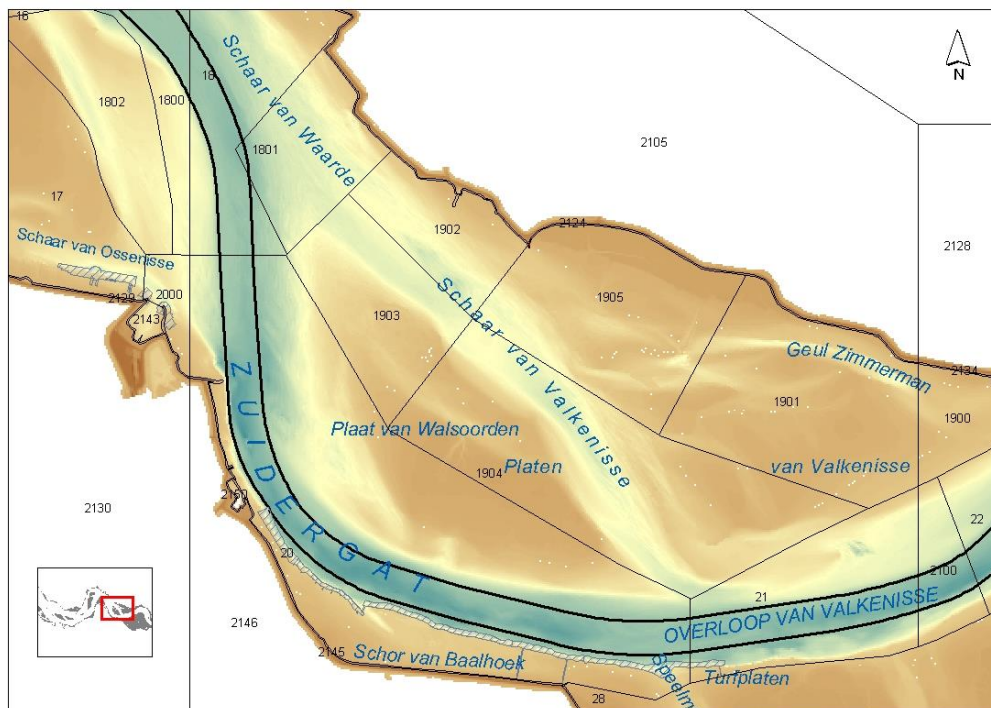 16
18
1802
1800
Schaar van Waarde
1801
2105
17
1902
2124
2128
Schaar van Ossenisse
2129
2000
2143
1903
1905
Schaar van Valkenisse
Geul Zimmerman
2134
1901
1900
ZUIDERGAT
Plaat van Walsoorden
1904
Platen
van Valkenisse
2130
2150
20
22
2100
21
OVERLOOP VAN VALKENISSE
2146
2145
Schor van Baalhoek
Speelm
Turfplaten
28
N